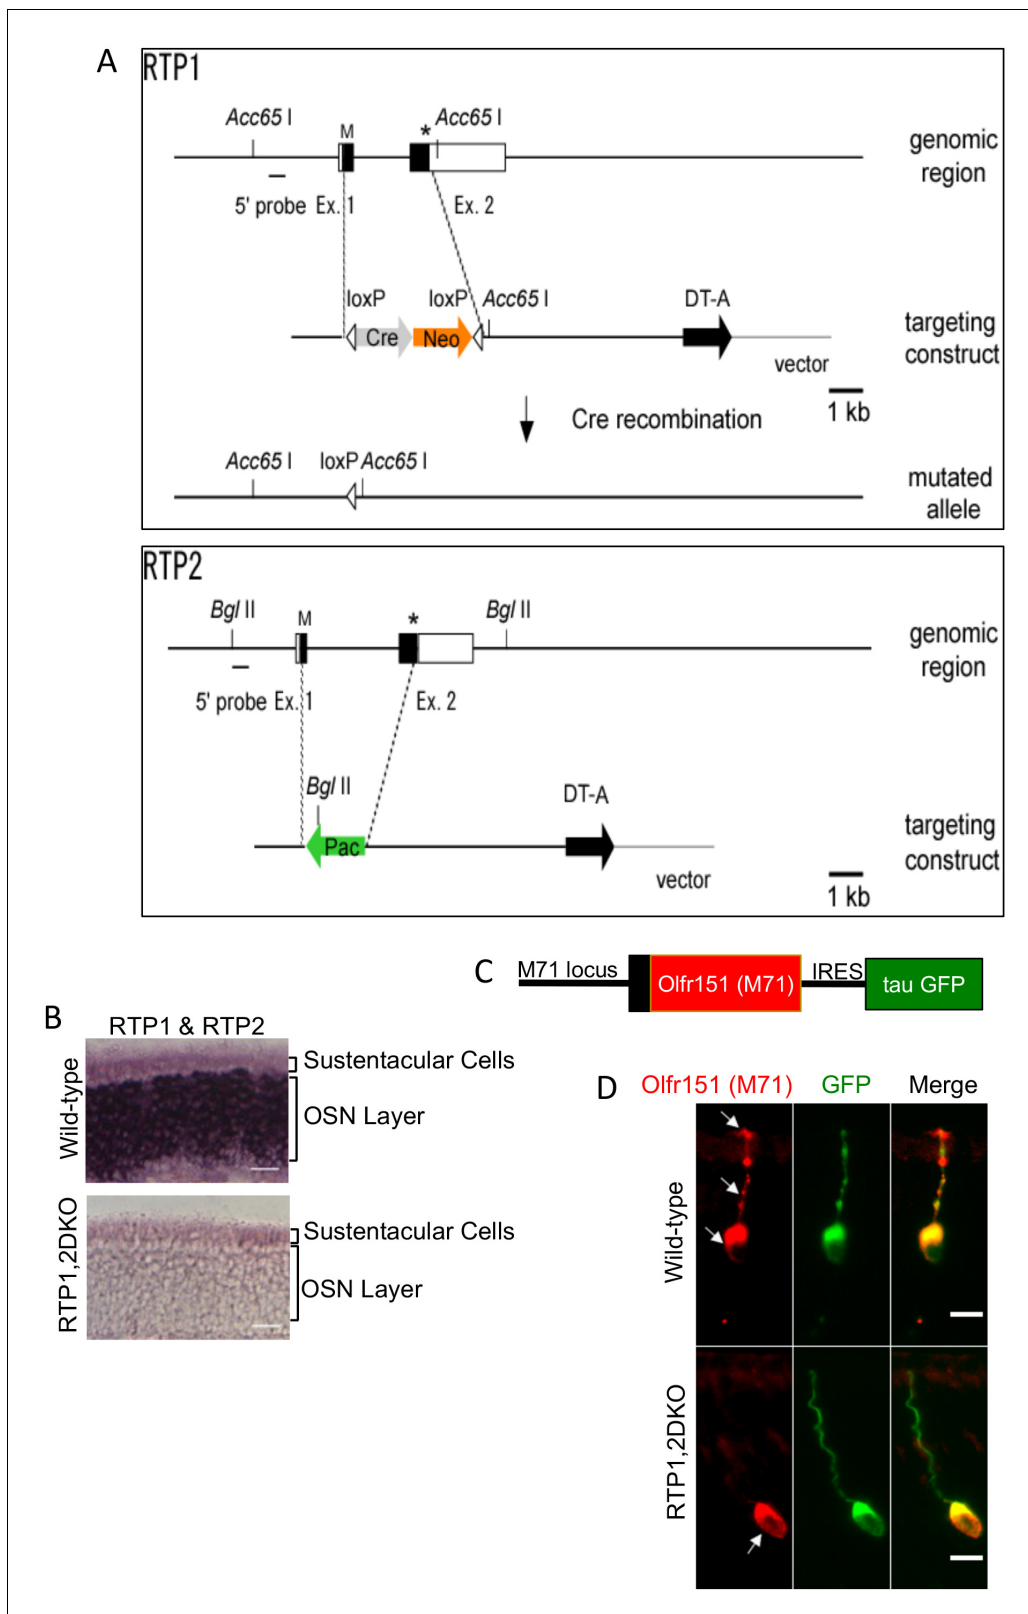 A
RTP1
Acc65 I
M
*
Acc65 I
genomic
region
5' probe
Ex. 1
Ex. 2
loxP
loxP
Acc65 I
DT-A
Cre
Neo
targeting
construct
vector
1 kb
Cre recombination
Acc65 I
loxP
Acc65 I
mutated
allele
RTP2
Bgl II
M
*
Bgl II
genomic
region
5' probe
Ex. 1
Ex. 2
Bgl II
DT-A
Pac
targeting
construct
vector
1 kb
C
M71 locus
Olfr151 (M71)
IRES
tau GFP
B
RTP1 & RTP2
Wild-type
Sustentacular Cells
OSN Layer
RTP1,2DKO
Sustentacular Cells
OSN Layer
D
Olfr151 (M71)
GFP
Merge
Wild-type
RTP1,2DKO